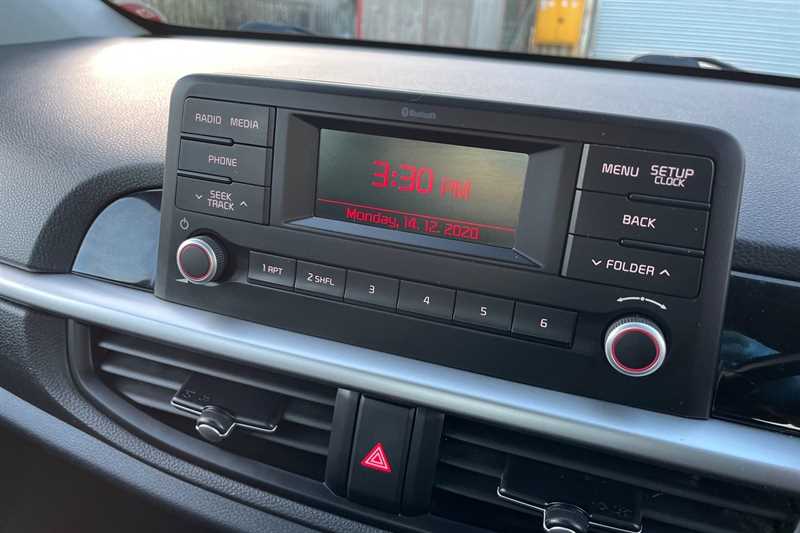 Bluetooth
RADIO MEDIA
PHONE
SEEK
TRACK
3:30 PM
Monday, 14. 12. 2020
MENU
SETUP
CLOCK
BACK
FOLDER
1 RPT
2 SHFL
3
4
5
6